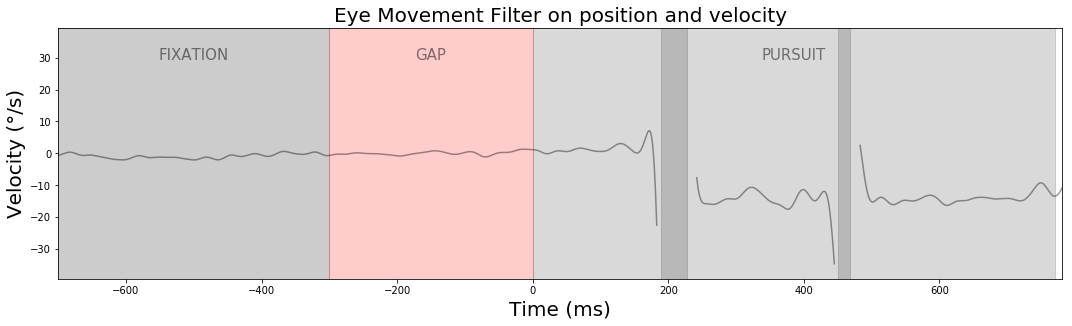 Eye Movement Filter on position and velocity
FIXATION GAP PURSUIT
Velocity (°/s)
30
20
10
0
−10
−20
−30
−600 −400 −200 0 200 400 600
Time (ms)